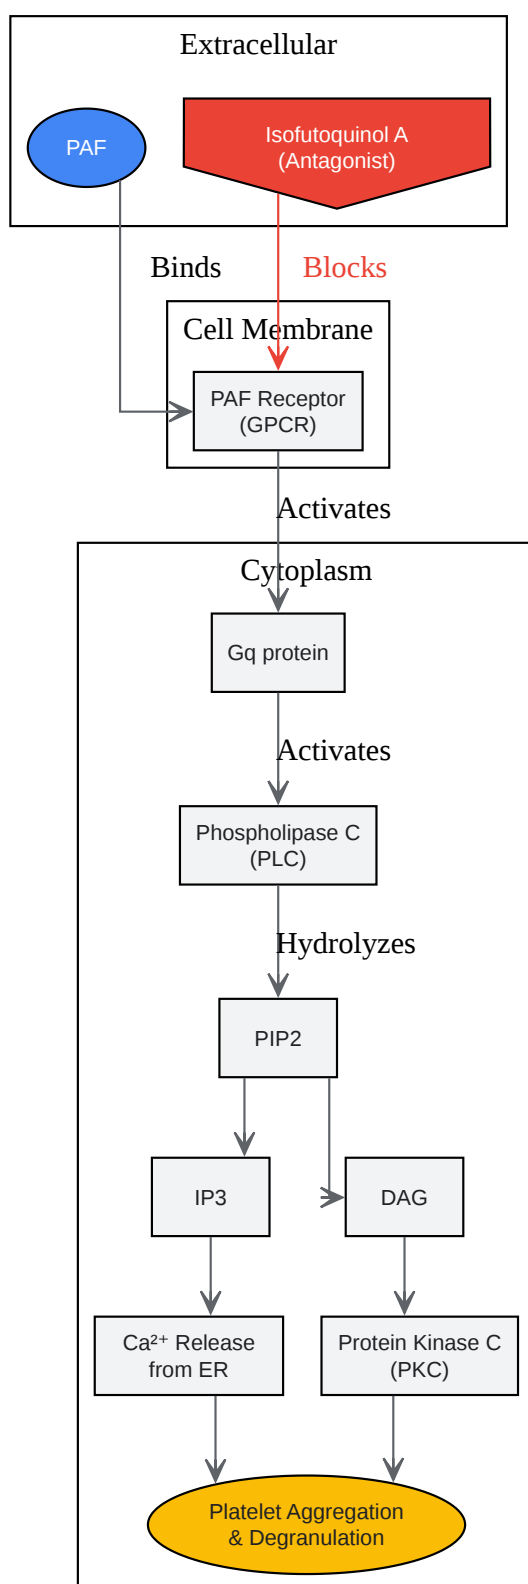 Extracellular
PAF
Isofutoquinol A
(Antagonist)
Binds
Blocks
Cell Membrane
PAF Receptor
(GPCR)
Activates
Cytoplasm
Gq protein
Activates
Phospholipase C
(PLC)
Hydrolyzes
PIP2
IP3
DAG
Ca²⁺ Release
from ER
Protein Kinase C
(PKC)
Platelet Aggregation
& Degranulation